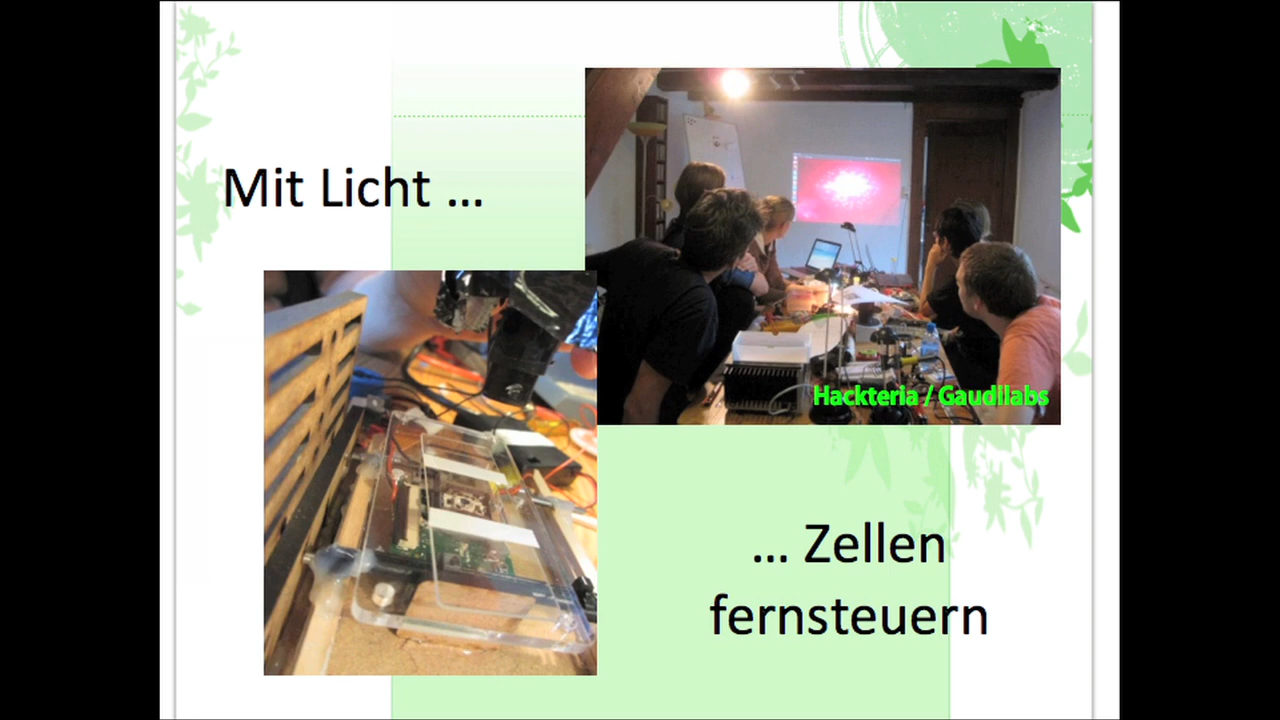 Mit Licht ...
Hackteria / Gaudilabs
... Zellen
fernsteuern